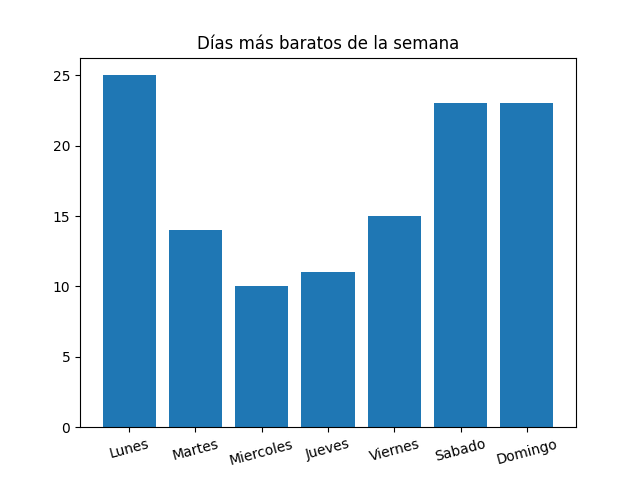 Días más baratos de la semana
25
20
15
10
5
0
Lunes
Martes
Miercoles
Jueves
Viernes
Sabado
Domingo